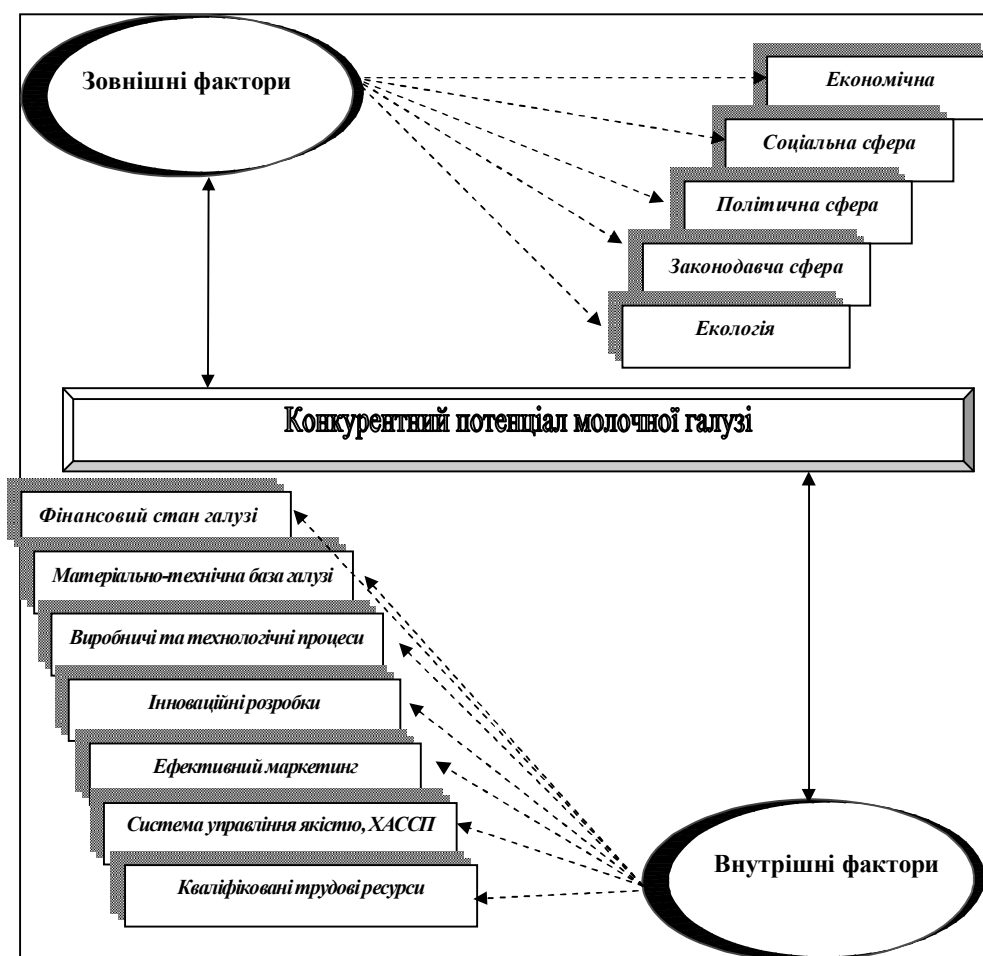 Зовнішні фактори
Економічна
Соціальна сфера
Політична сфера
Законодавча сфера
Екологія
Конкурентний потенціал молочної галузі
Фінансовий стан галузі
Матеріально-технічна база галузі
Виробничі та технологічні процеси
Інноваційні розробки
Ефективний маркетинг
Система управління якістю, ХАССП
Кваліфіковані трудові ресурси
Внутрішні фактори